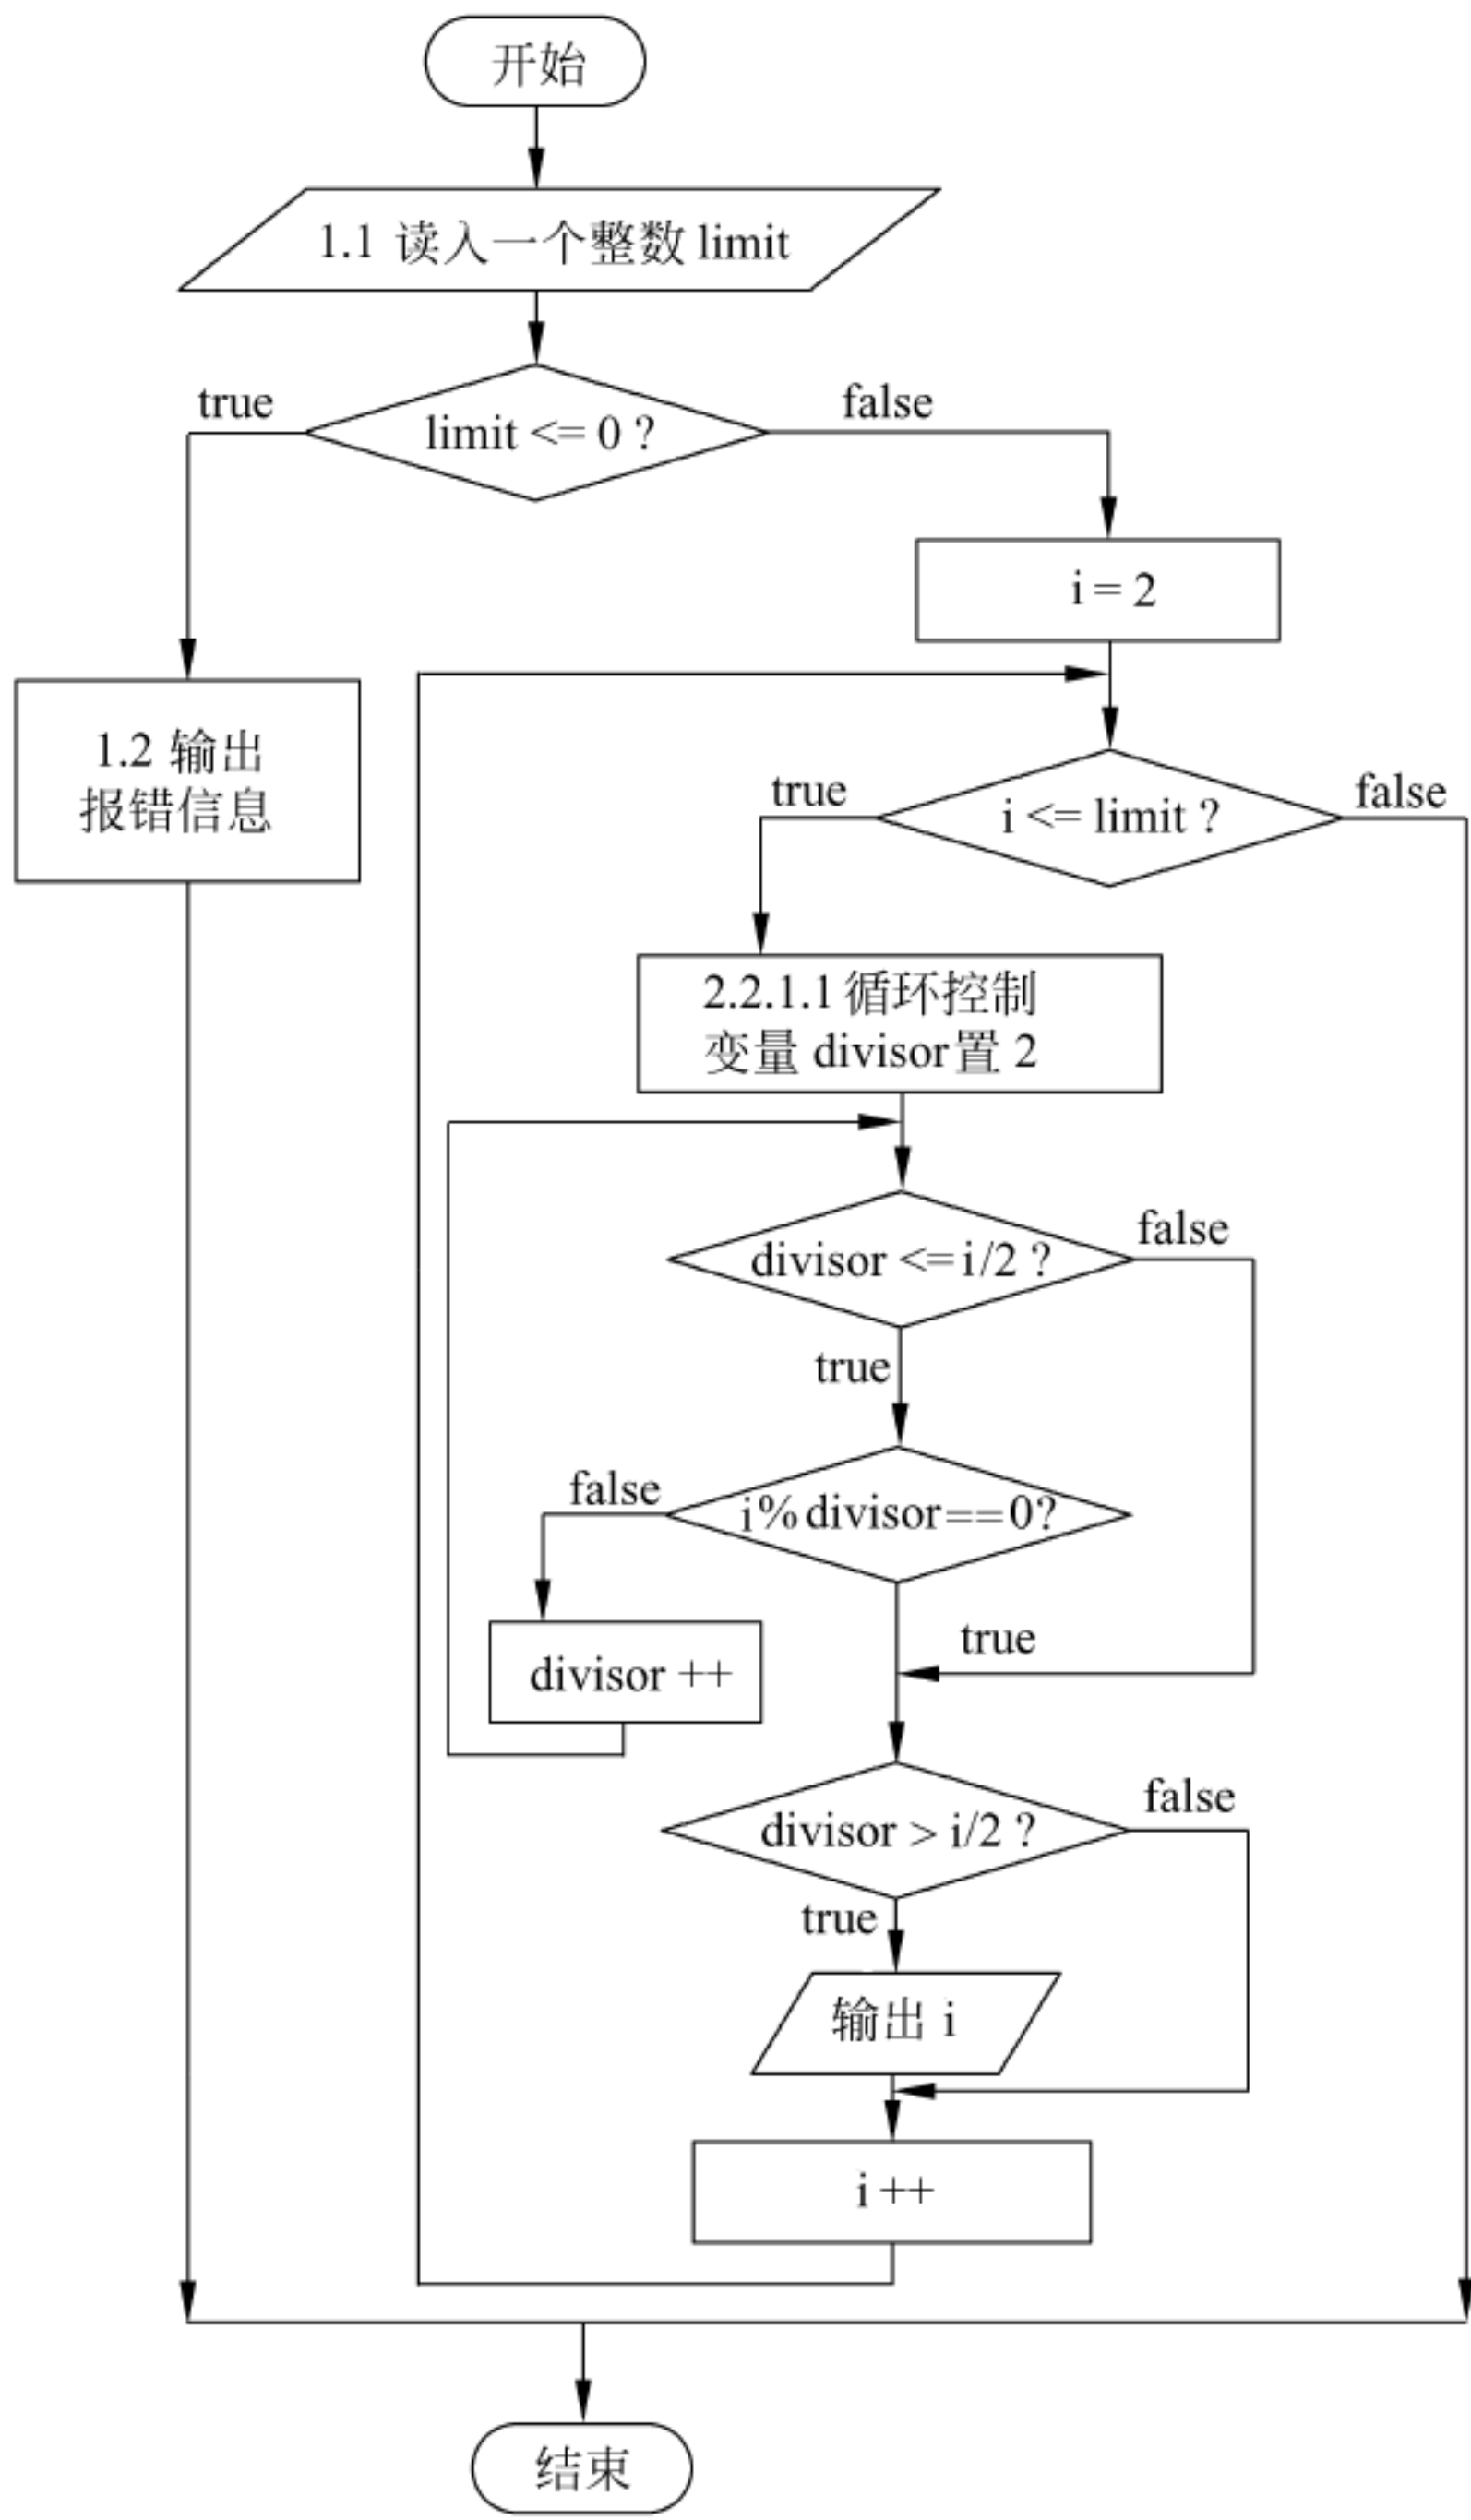 开始
1.1 读入一个整数 limit
true
false
limit <= 0 ?
i = 2
1.2 输出
报错信息
true
false
i <= limit ?
2.2.1.1 循环控制
变量 divisor 置 2
divisor <= i/2 ?
false
true
false
i% divisor==0?
true
divisor ++
divisor > i/2 ?
false
true
输出 i
i ++
结束